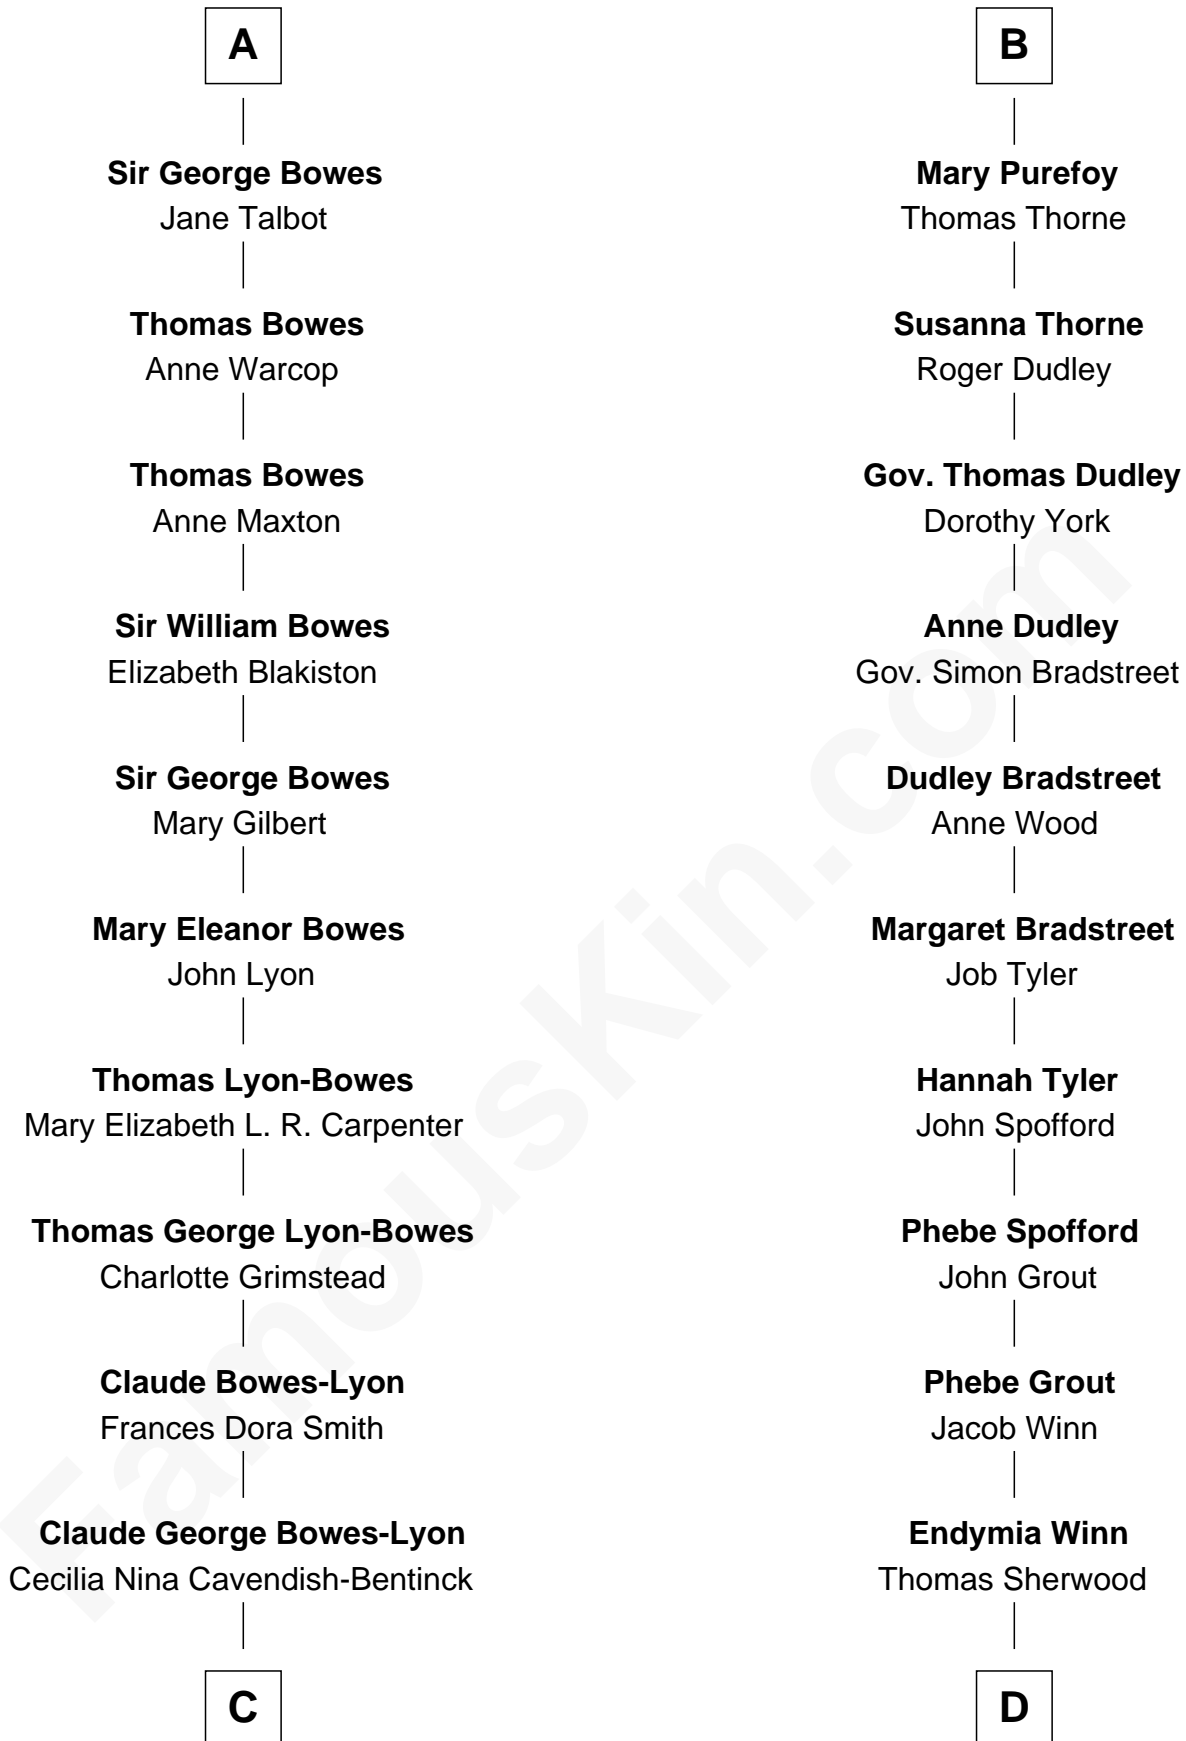 A
Sir George Bowes
Jane Talbot
Thomas Bowes
Anne Warcop
Thomas Bowes
Anne Maxton
Sir William Bowes
Elizabeth Blakiston
Sir George Bowes
Mary Gilbert
Mary Eleanor Bowes
John Lyon
Thomas Lyon-Bowes
Mary Elizabeth L. R. Carpenter
Thomas George Lyon-Bowes
Charlotte Grimstead
Claude Bowes-Lyon
Frances Dora Smith
Claude George Bowes-Lyon
Cecilia Nina Cavendish-Bentinck
C
B
Mary Purefoy
Thomas Thorne
Susanna Thorne
Roger Dudley
Gov. Thomas Dudley
Dorothy York
Anne Dudley
Gov. Simon Bradstreet
Dudley Bradstreet
Anne Wood
Margaret Bradstreet
Job Tyler
Hannah Tyler
John Spofford
Phebe Spofford
John Grout
Phebe Grout
Jacob Winn
Endymia Winn
Thomas Sherwood
D
FamousKin.com